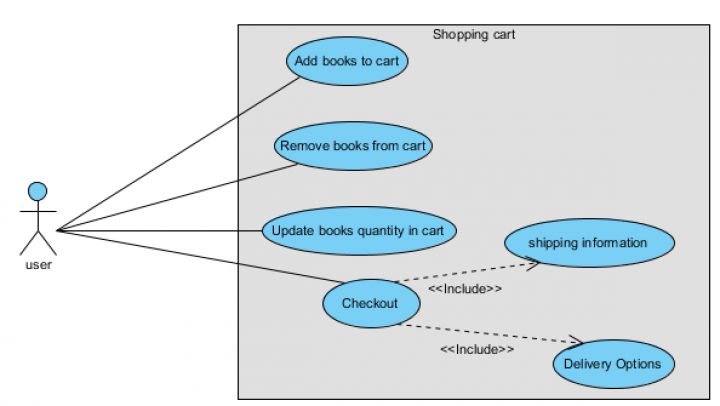 Shopping cart
Add books to cart
Remove books from cart
Update books quantity in cart
shipping information
user
<<Include>>
Checkout
<<Include>>
Delivery Options